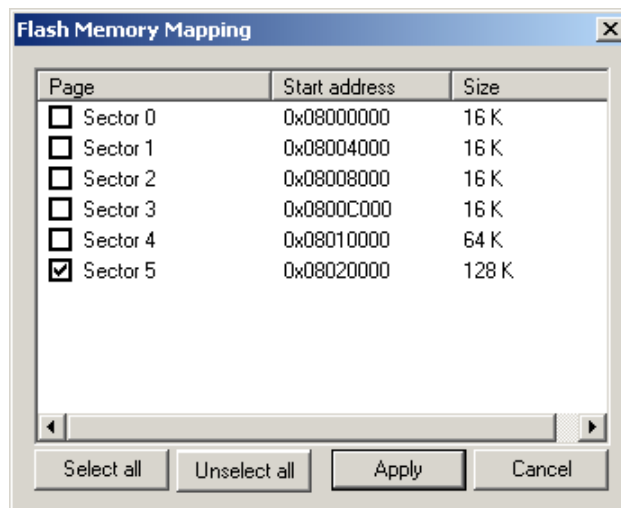 Flash Memory Mapping
Page Start address Size
Sector 0 0x08000000 16 K
Sector 1 0x08004000 16 K
Sector 2 0x08008000 16 K
Sector 3 0x0800C000 16 K
Sector 4 0x08010000 64 K
Sector 5 0x08020000 128 K
Select all Unselect all Apply Cancel